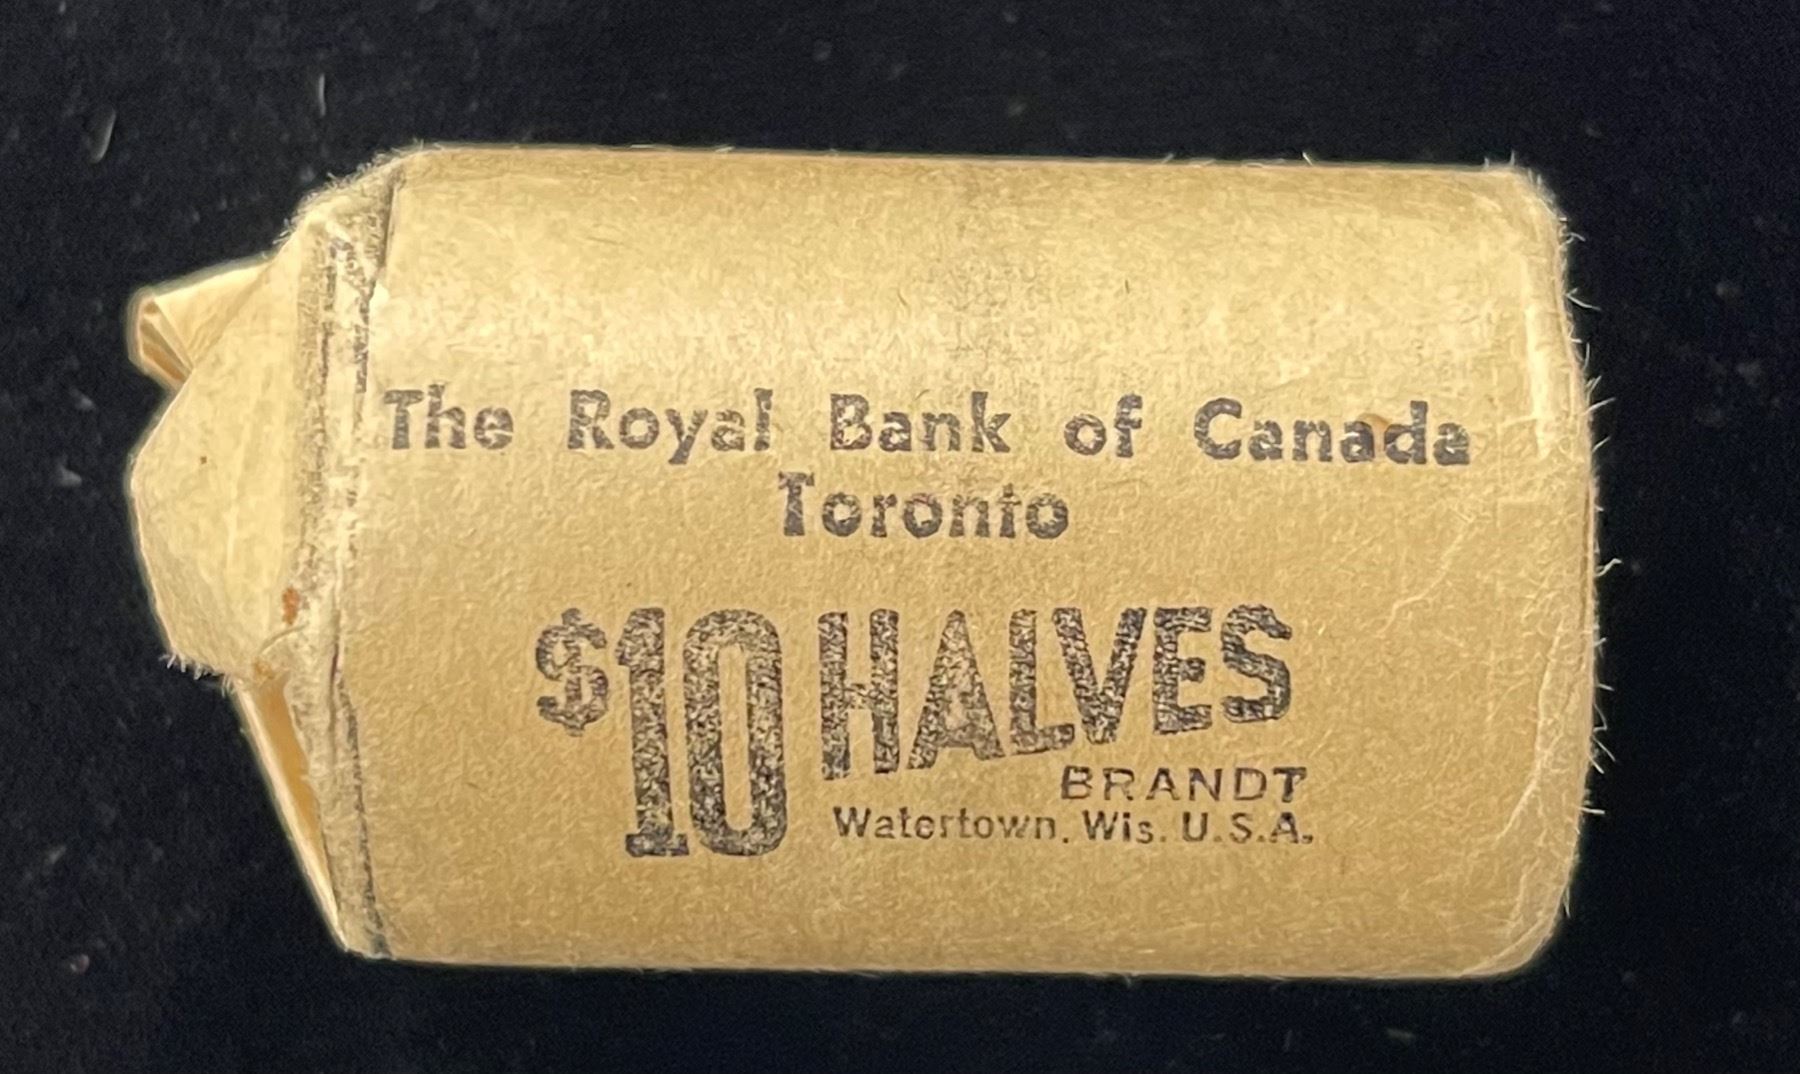 The Royal Bank of Canada
Toronto
$10 HALVES
BRANDT
Watertown, Wis. U.S.A.